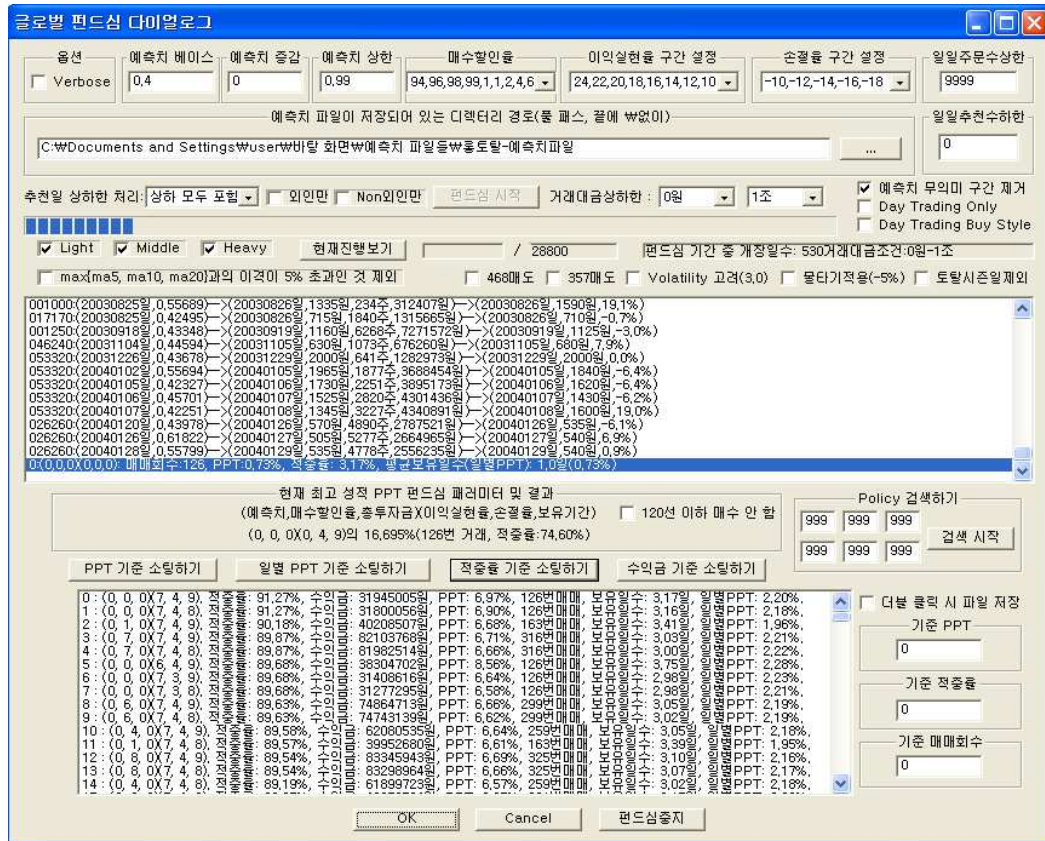 글로벌 펀드심 다이얼로그
옵션 예측치 베이스 예측치 증감 예측치 상한 매수할인율 이익실현율 구간 설정 손절율 구간 설정 일일주문수상한
Verbose 0,4 0 0,99 94,96,98,99,1,1,2,4,6 24,22,20,18,16,14,12,10 -10,-12,-14,-16,-18 9999
예측치 파일이 저장되어 있는 디렉터리 경로(풀 패스, 끝에 ₩없이) 일일추천수하한
C:₩Documents and Settings₩user₩바탕 화면₩예측치 파일들₩홍토탈-예측치파일 ... 0
추천일 상하한 처리: 상하 모두 포함 외인만 Non외인만 펀드심 시작 거래대금상하한 : 0원 1조 예측치 무의미 구간 제거
Day Trading Only
Day Trading Buy Style
Light Middle Heavy 현재진행보기 / 28800 펀드심 기간 중 개장일수: 530거래대금조건:0원-1조
max{ma5, ma10, ma20}과의 이격이 5% 초과인 것 제외 468매도 357매도 Volatility 고려(3,0) 물타기적용(-5%) 토탈시즌일제외
001000:(20030825일,0,55689)—>(20030826일,1335원,234주,312407원)—>(20030826일,1590원,19,1%)
017170:(20030825일,0,42495)—>(20030826일,715원,1840주,1315665원)—>(20030826일,710원,-0,7%)
001250:(20030918일,0,43348)—>(20030919일,1160원,6268주,7271572원)—>(20030919일,1125원,-3,0%)
046240:(20031104일,0,44594)—>(20031105일,630원,1073주,676260원)—>(20031105일,680원,7,9%)
053320:(20031226일,0,43678)—>(20031229일,2000원,641주,1282973원)—>(20031229일,2000원,0,0%)
053320:(20040102일,0,55694)—>(20040105일,1965원,1877주,3688454원)—>(20040105일,1840원,-6,4%)
053320:(20040105일,0,42327)—>(20040106일,1730원,2251주,3895173원)—>(20040106일,1620원,-6,4%)
053320:(20040106일,0,45701)—>(20040107일,1525원,2820주,4301436원)—>(20040107일,1430원,-6,2%)
053320:(20040107일,0,42251)—>(20040108일,1345원,3227주,4340891원)—>(20040108일,1600원,19,0%)
026260:(20040120일,0,43978)—>(20040126일,570원,4890주,2787521원)—>(20040126일,535원,-6,1%)
026260:(20040126일,0,61822)—>(20040127일,505원,5277주,2664965원)—>(20040127일,540원,6,9%)
026260:(20040128일,0,55799)—>(20040129일,535원,4778주,2556235원)—>(20040129일,540원,0,9%)
0:(0,0,0)(0,0,0): 매매회수:126, PPT:0,73%, 적중율: 3,17%, 평균보유일수(일별PPT): 1,0일(0,73%)
현재 최고 성적 PPT 펀드심 패러미터 및 결과 Policy 검색하기
(예측치,매수할인율,총투자금)(이익실현율,손절율,보유기간) 120선 이하 매수 안 함 999 999 999
(0, 0, 0)(0, 4, 9)의 16,695%(126번 거래, 적중율:74,60%) 999 999 999 검색 시작
PPT 기준 소팅하기 일별 PPT 기준 소팅하기 적중율 기준 소팅하기 수익금 기준 소팅하기
0 : (0, 0, 0)(7, 4, 9), 적중율: 91,27%, 수익금: 31945005원, PPT: 6,97%, 126번매매, 보유일수: 3,17일, 일별PPT: 2,20%,
1 : (0, 0, 0)(7, 4, 8), 적중율: 91,27%, 수익금: 31800056원, PPT: 6,90%, 126번매매, 보유일수: 3,16일, 일별PPT: 2,18%,
2 : (0, 1, 0)(7, 4, 8), 적중율: 90,18%, 수익금: 40208507원, PPT: 6,68%, 163번매매, 보유일수: 3,41일, 일별PPT: 1,96%,
3 : (0, 7, 0)(7, 4, 9), 적중율: 89,87%, 수익금: 82103768원, PPT: 6,71%, 316번매매, 보유일수: 3,03일, 일별PPT: 2,21%,
4 : (0, 7, 0)(7, 4, 8), 적중율: 89,87%, 수익금: 81982514원, PPT: 6,66%, 316번매매, 보유일수: 3,00일, 일별PPT: 2,22%,
5 : (0, 0, 0)(6, 4, 9), 적중율: 89,68%, 수익금: 38304702원, PPT: 8,56%, 126번매매, 보유일수: 3,75일, 일별PPT: 2,28%,
6 : (0, 0, 0)(7, 3, 9), 적중율: 89,68%, 수익금: 31408616원, PPT: 6,64%, 126번매매, 보유일수: 2,98일, 일별PPT: 2,23%,
7 : (0, 0, 0)(7, 3, 8), 적중율: 89,68%, 수익금: 31277295원, PPT: 6,58%, 126번매매, 보유일수: 2,98일, 일별PPT: 2,21%,
8 : (0, 6, 0)(7, 4, 9), 적중율: 89,63%, 수익금: 74864713원, PPT: 6,66%, 299번매매, 보유일수: 3,05일, 일별PPT: 2,19%,
9 : (0, 6, 0)(7, 4, 8), 적중율: 89,63%, 수익금: 74743139원, PPT: 6,62%, 299번매매, 보유일수: 3,02일, 일별PPT: 2,19%,
10 : (0, 4, 0)(7, 4, 9), 적중율: 89,58%, 수익금: 62080535원, PPT: 6,64%, 259번매매, 보유일수: 3,05일, 일별PPT: 2,18%,
11 : (0, 1, 0)(7, 4, 9), 적중율: 89,57%, 수익금: 39952680원, PPT: 6,61%, 163번매매, 보유일수: 3,39일, 일별PPT: 1,95%,
12 : (0, 8, 0)(7, 4, 9), 적중율: 89,54%, 수익금: 83345943원, PPT: 6,69%, 325번매매, 보유일수: 3,10일, 일별PPT: 2,16%,
13 : (0, 8, 0)(7, 4, 8), 적중율: 89,54%, 수익금: 83298964원, PPT: 6,66%, 325번매매, 보유일수: 3,07일, 일별PPT: 2,17%,
14 : (0, 4, 0)(7, 4, 8), 적중율: 89,19%, 수익금: 61899723원, PPT: 6,57%, 259번매매, 보유일수: 3,02일, 일별PPT: 2,18%,
더블 클릭 시 파일 저장
기준 PPT
0
기준 적중율
0
기준 매매회수
0
OK Cancel 펀드심중지